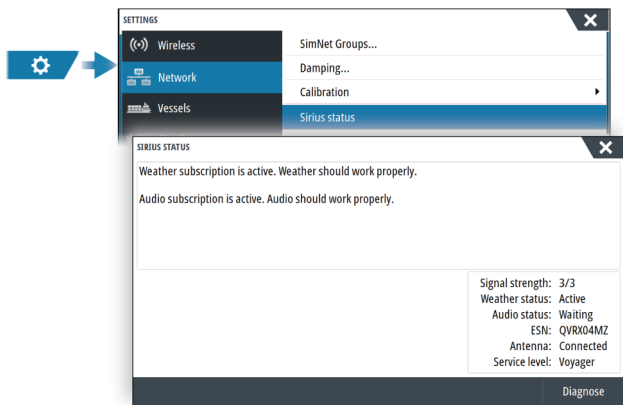 SETTINGS
Wireless
Network
Vessels
SimNet Groups...
Damping...
Calibration
Sirius status
SIRIUS STATUS
Weather subscription is active. Weather should work properly.
Audio subscription is active. Audio should work properly.
Signal strength: 3/3
Weather status: Active
Audio status: Waiting
ESN: QVRX04MZ
Antenna: Connected
Service level: Voyager
Diagnose